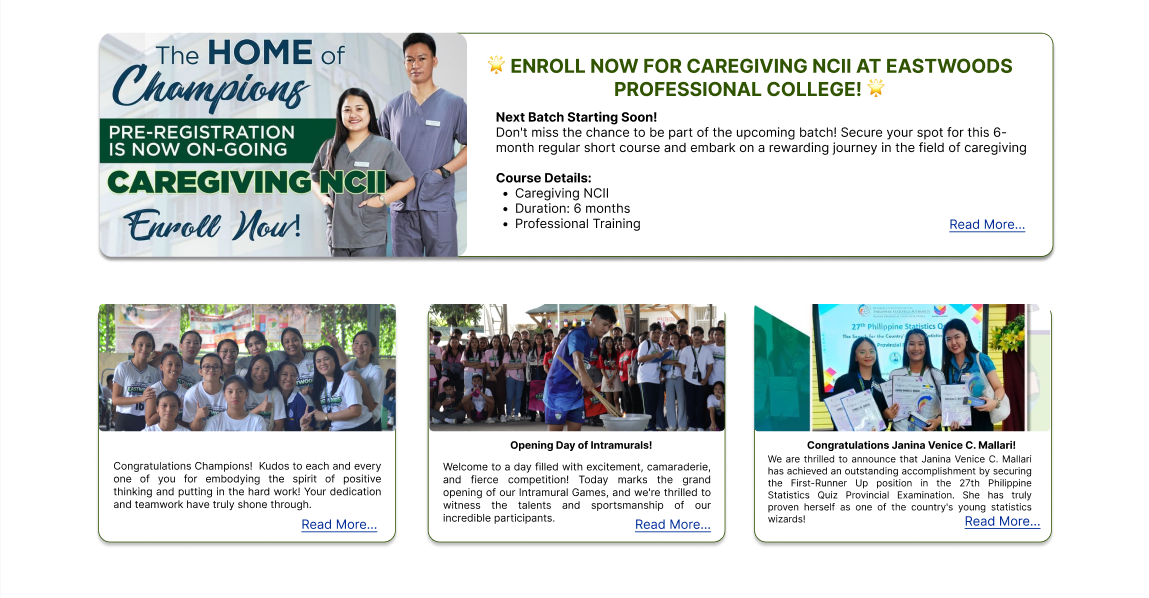 The HOME of
Champions
PRE-REGISTRATION
IS NOW ON-GOING
CAREGIVING NCII
Enroll Now!
🌟 ENROLL NOW FOR CAREGIVING NCII AT EASTWOODS
PROFESSIONAL COLLEGE! 🌟
Next Batch Starting Soon!
Don't miss the chance to be part of the upcoming batch! Secure your spot for this 6-
month regular short course and embark on a rewarding journey in the field of caregiving
Course Details:
• Caregiving NCII
• Duration: 6 months
• Professional Training
Read More...
Congratulations Champions! Kudos to each and every
one of you for embodying the spirit of positive
thinking and putting in the hard work! Your dedication
and teamwork have truly shone through.
Read More...
Opening Day of Intramurals!
Welcome to a day filled with excitement, camaraderie,
and fierce competition! Today marks the grand
opening of our Intramural Games, and we're thrilled to
witness the talents and sportsmanship of our
incredible participants.
Read More...
27th Philippine Statistics
Congratulations Janina Venice C. Mallari!
We are thrilled to announce that Janina Venice C. Mallari
has achieved an outstanding accomplishment by securing
the First-Runner Up position in the 27th Philippine
Statistics Quiz Provincial Examination. She has truly
proven herself as one of the country's young statistics
wizards!
Read More...